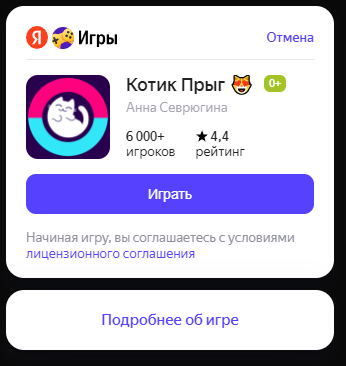 Я Игры Отмена
Котик Прыг 😻 0+
Анна Севрюгина
6 000+ ★ 4,4
игроков рейтинг
Играть
Начиная игру, вы соглашаетесь с условиями
лицензионного соглашения
Подробнее об игре